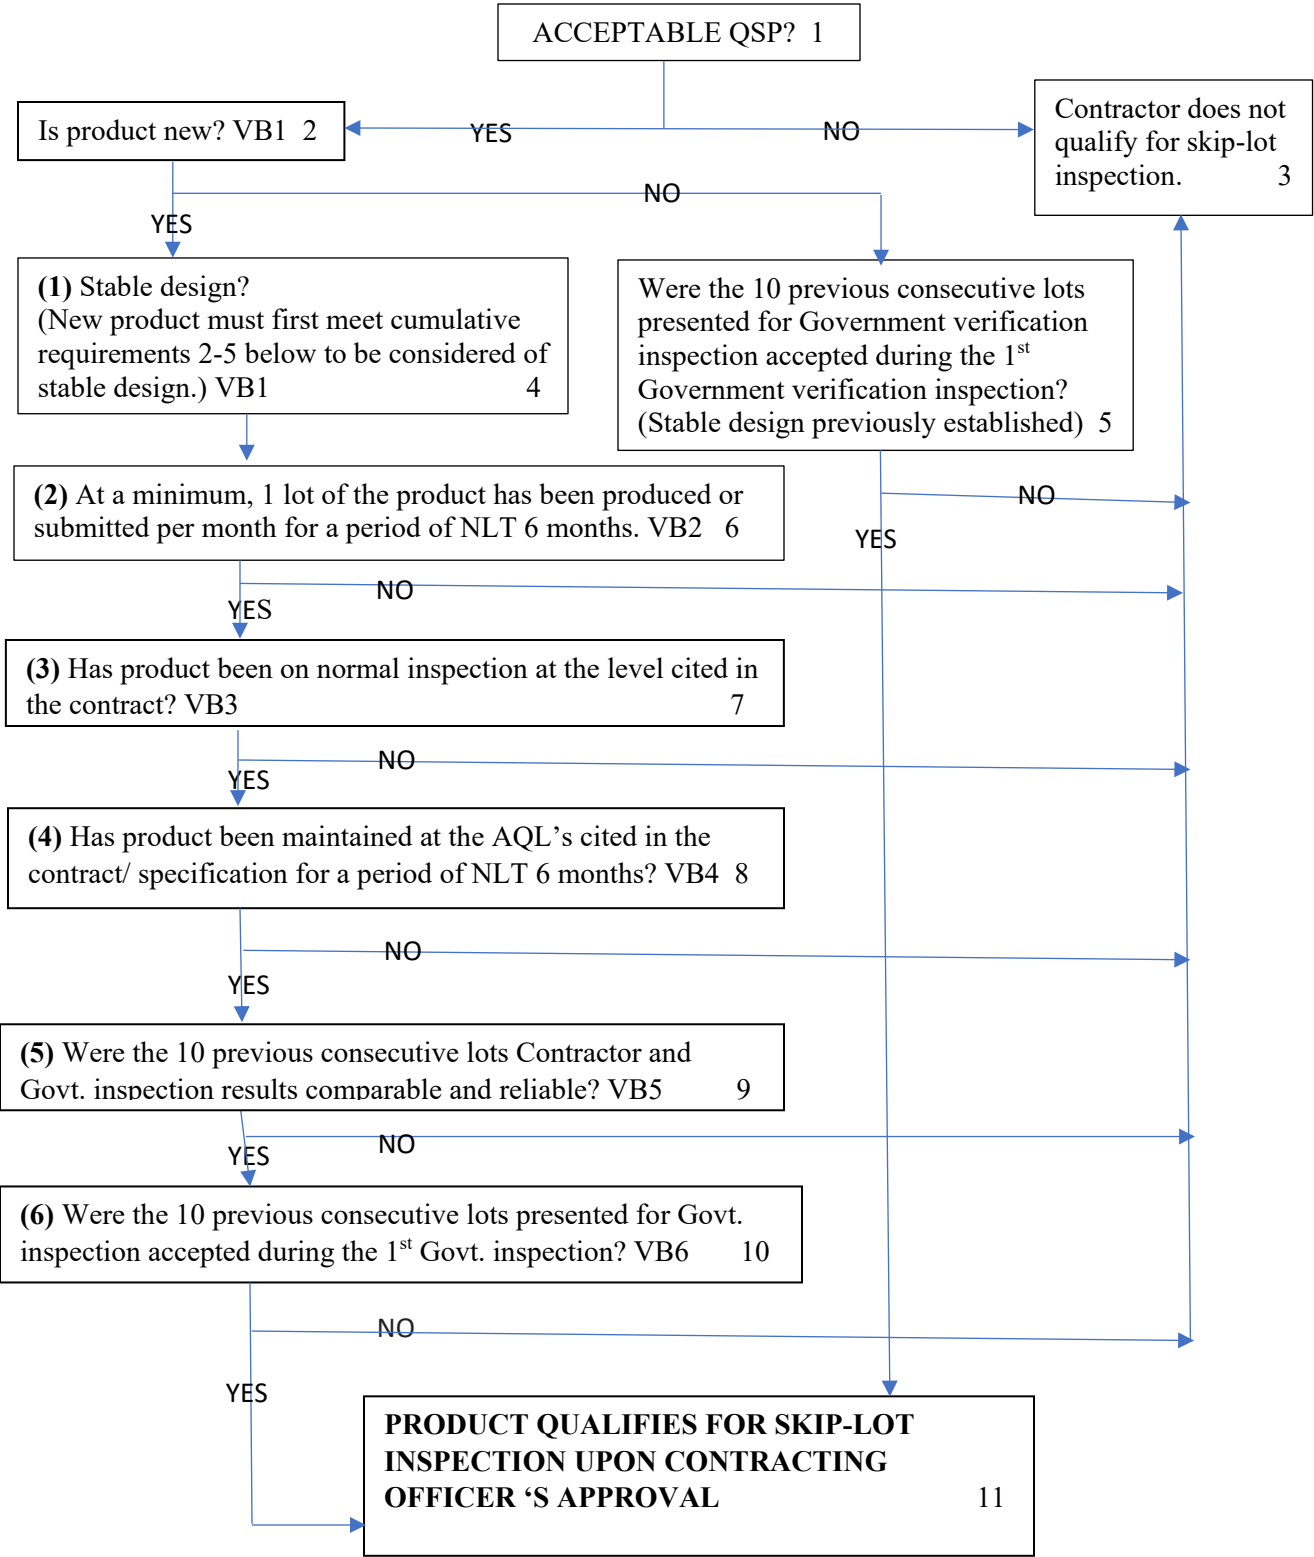 ACCEPTABLE QSP? 1
Is product new? VB1 2
YES
NO
Contractor does not
qualify for skip-lot
inspection. 3
NO
YES
(1) Stable design?
(New product must first meet cumulative
requirements 2-5 below to be considered of
stable design.) VB1 4
Were the 10 previous consecutive lots
presented for Government verification
inspection accepted during the 1st
Government verification inspection?
(Stable design previously established) 5
(2) At a minimum, 1 lot of the product has been produced or
submitted per month for a period of NLT 6 months. VB2 6
NO
YES
NO
YES
(3) Has product been on normal inspection at the level cited in
the contract? VB3 7
NO
YES
(4) Has product been maintained at the AQL’s cited in the
contract/ specification for a period of NLT 6 months? VB4 8
NO
YES
(5) Were the 10 previous consecutive lots Contractor and
Govt. inspection results comparable and reliable? VB5 9
NO
YES
(6) Were the 10 previous consecutive lots presented for Govt.
inspection accepted during the 1st Govt. inspection? VB6 10
NO
YES
PRODUCT QUALIFIES FOR SKIP-LOT
INSPECTION UPON CONTRACTING
OFFICER ‘S APPROVAL 11